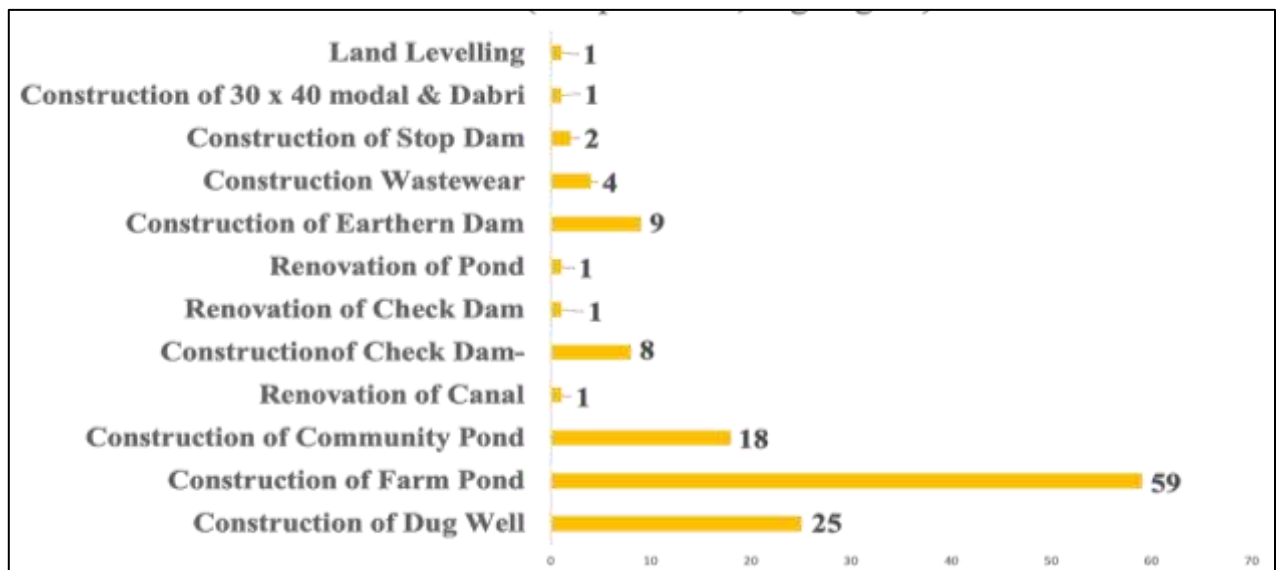 Land Levelling 1
Construction of 30 x 40 modal & Dabri 1
Construction of Stop Dam 2
Construction Wastewear 4
Construction of Earthern Dam 9
Renovation of Pond 1
Renovation of Check Dam 1
Constructionof Check Dam- 8
Renovation of Canal 1
Construction of Community Pond 18
Construction of Farm Pond 59
Construction of Dug Well 25
0 10 20 30 40 50 60 70